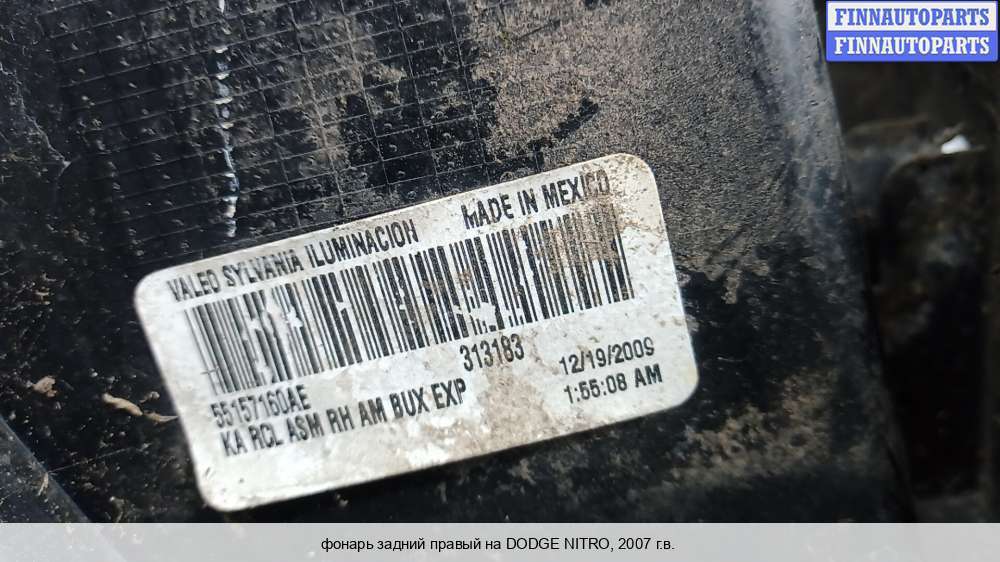 FINNAUTOPARTS
FINNAUTOPARTS
VALEO SYLVANIA ILUMINACION MADE IN MEXICO
313183 12/19/2009
55157160AE 1:55:08 AM
KA RCL ASM RH AM BUX EXP
фонарь задний правый на DODGE NITRO, 2007 г.в.